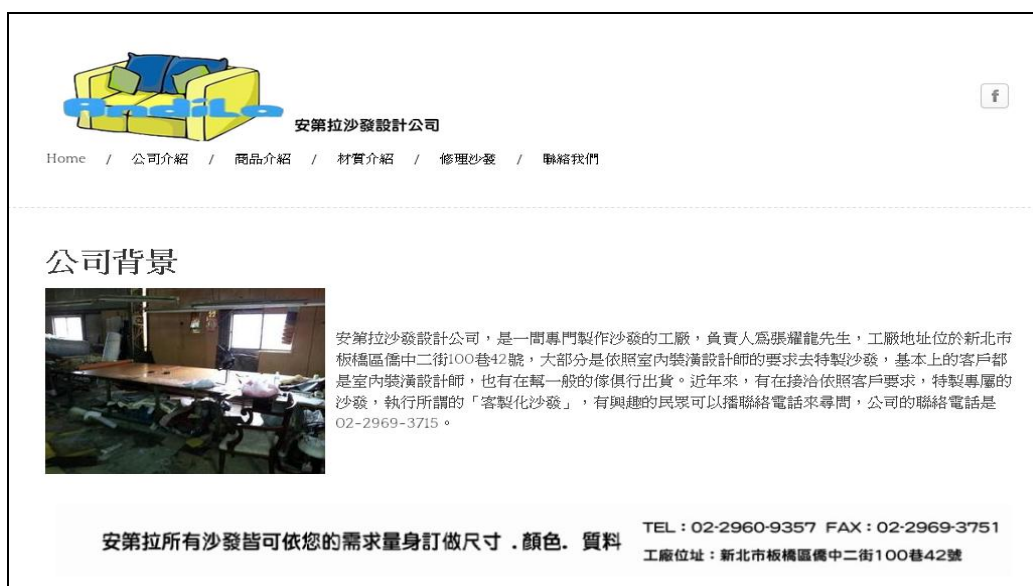 AndiLa
安第拉沙發設計公司
f
Home / 公司介紹 / 商品介紹 / 材質介紹 / 修理沙發 / 聯絡我們
公司背景
安第拉沙發設計公司，是一間專門製作沙發的工廠，負責人為張耀龍先生，工廠地址位於新北市
板橋區僑中二街100巷42號，大部分是依照室內裝潢設計師的要求去特製沙發，基本上的客戶都
是室內裝潢設計師，也有在幫一般的傢俱行出貨。近年來，有在接洽依照客戶要求，特製專屬的
沙發，執行所謂的「客製化沙發」，有興趣的民眾可以播聯絡電話來尋問，公司的聯絡電話是
02-2969-3715。
安第拉所有沙發皆可依您的需求量身訂做尺寸 . 顏色. 質料
TEL：02-2960-9357 FAX：02-2969-3751
工廠位址：新北市板橋區僑中二街100巷42號